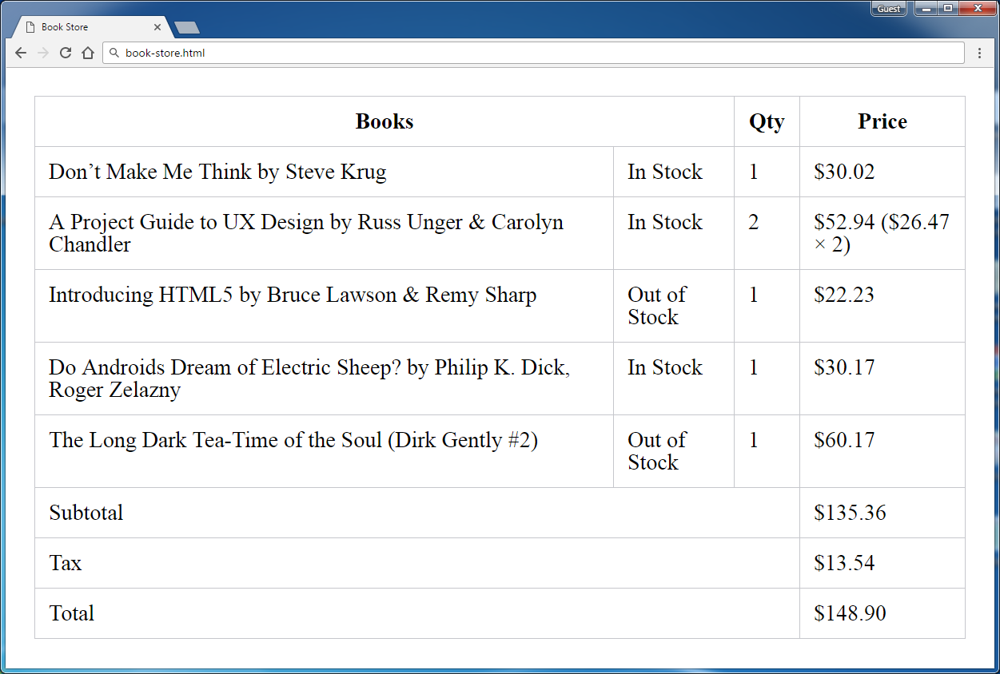 Guest
Book Store
book-store.html
Books Qty Price
Don’t Make Me Think by Steve Krug In Stock 1 $30.02
A Project Guide to UX Design by Russ Unger & Carolyn In Stock 2 $52.94 ($26.47
Chandler × 2)
Introducing HTML5 by Bruce Lawson & Remy Sharp Out of 1 $22.23
Stock
Do Androids Dream of Electric Sheep? by Philip K. Dick, In Stock 1 $30.17
Roger Zelazny
The Long Dark Tea-Time of the Soul (Dirk Gently #2) Out of 1 $60.17
Stock
Subtotal $135.36
Tax $13.54
Total $148.90